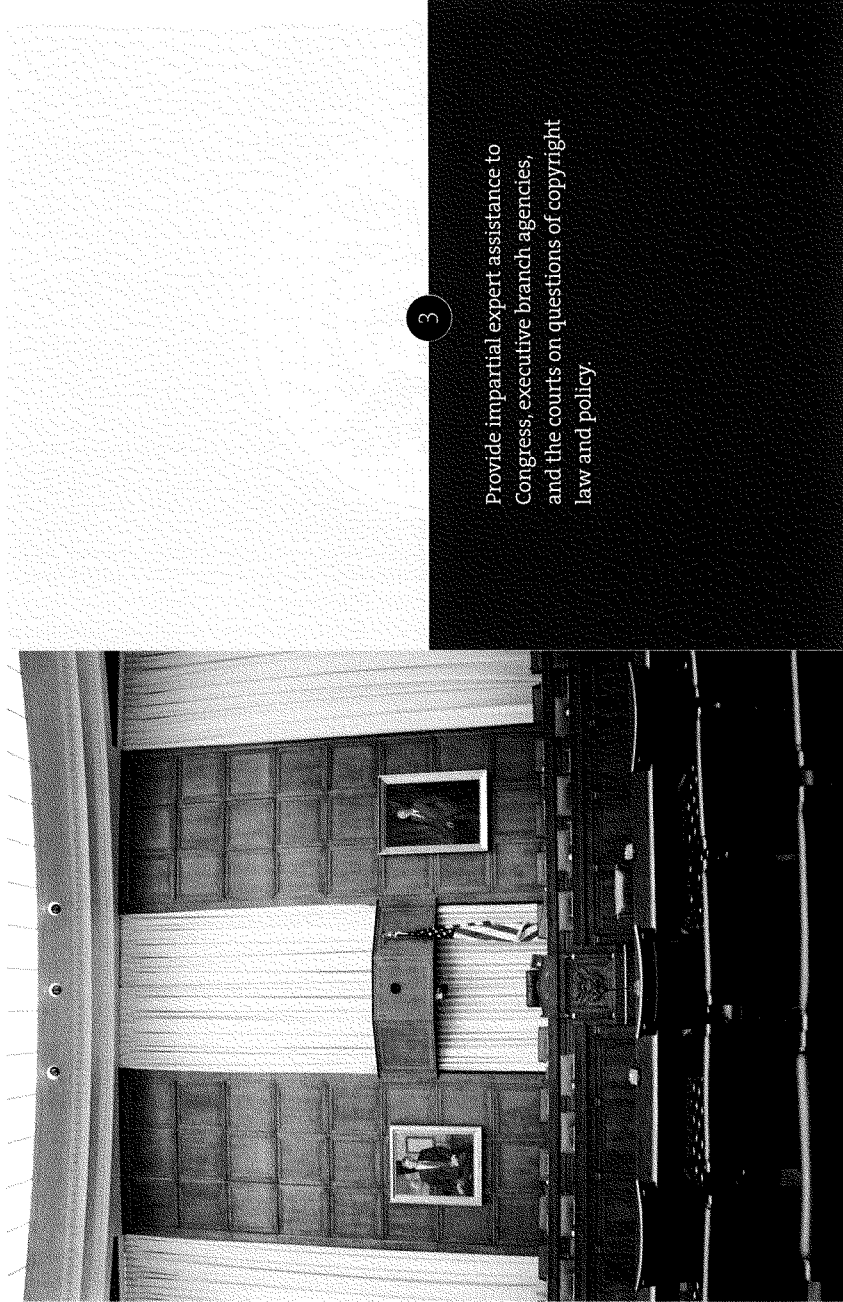 3
Provide impartial expert assistance to
Congress, executive branch agencies,
and the courts on questions of copyright
law and policy.